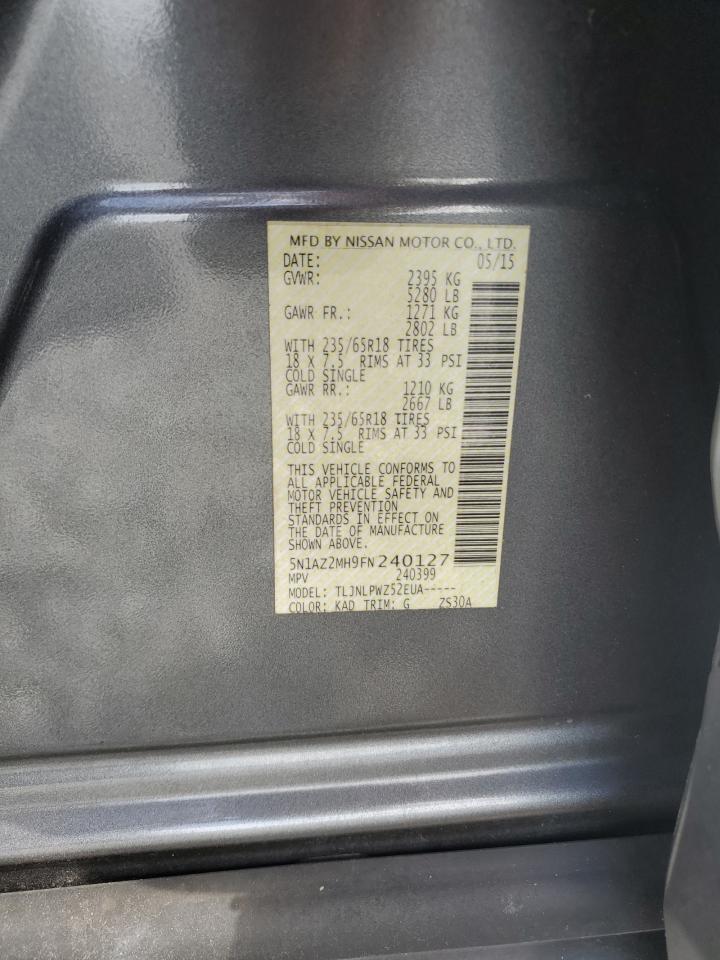 MFD BY NISSAN MOTOR CO., LTD.
DATE: 05/15
GVWR: 2395 KG
5280 LB
GAWR FR.: 1271 KG
2802 LB
WITH 235/65R18 TIRES
18 X 7.5 RIMS AT 33 PSI
COLD SINGLE
GAWR RR.: 1210 KG
2667 LB
WITH 235/65R18 TIRES
18 X 7.5 RIMS AT 33 PSI
COLD SINGLE
THIS VEHICLE CONFORMS TO
ALL APPLICABLE FEDERAL
MOTOR VEHICLE SAFETY AND
THEFT PREVENTION
STANDARDS IN EFFECT ON
THE DATE OF MANUFACTURE
SHOWN ABOVE.
5N1AZ2MH9FN240127
MPV 240399
MODEL: TLJNLPWZ52EUA-----
COLOR: KAD TRIM: G ZS30A